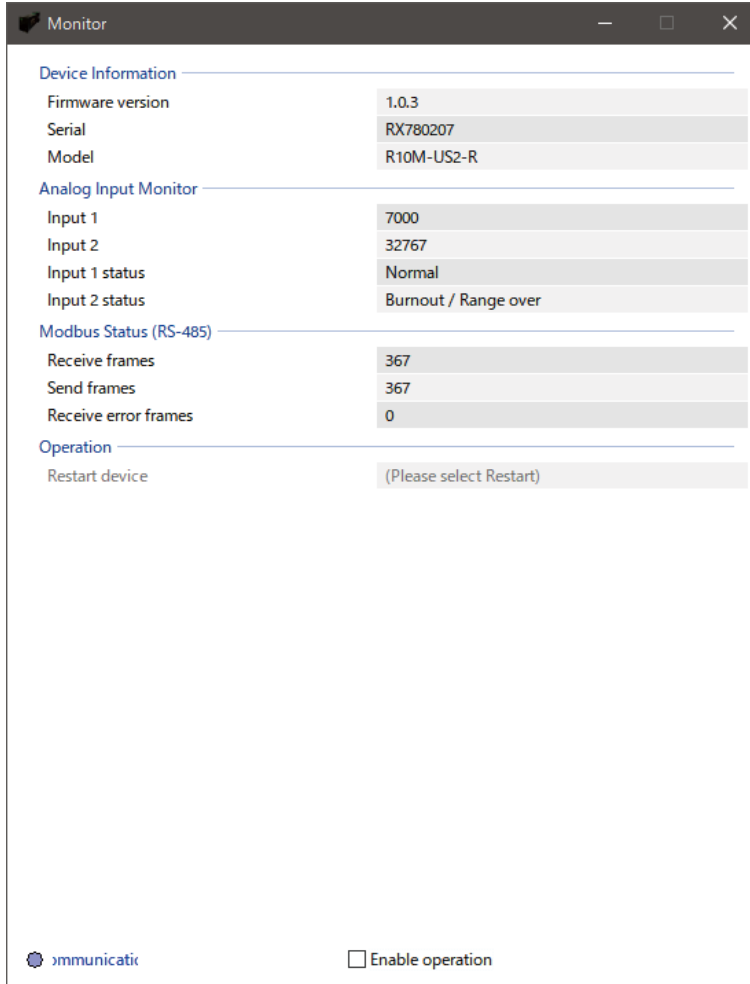 Monitor
Device Information
Firmware version 1.0.3
Serial RX780207
Model R10M-US2-R
Analog Input Monitor
Input 1 7000
Input 2 32767
Input 1 status Normal
Input 2 status Burnout / Range over
Modbus Status (RS-485)
Receive frames 367
Send frames 367
Receive error frames 0
Operation
Restart device (Please select Restart)
Enable operation